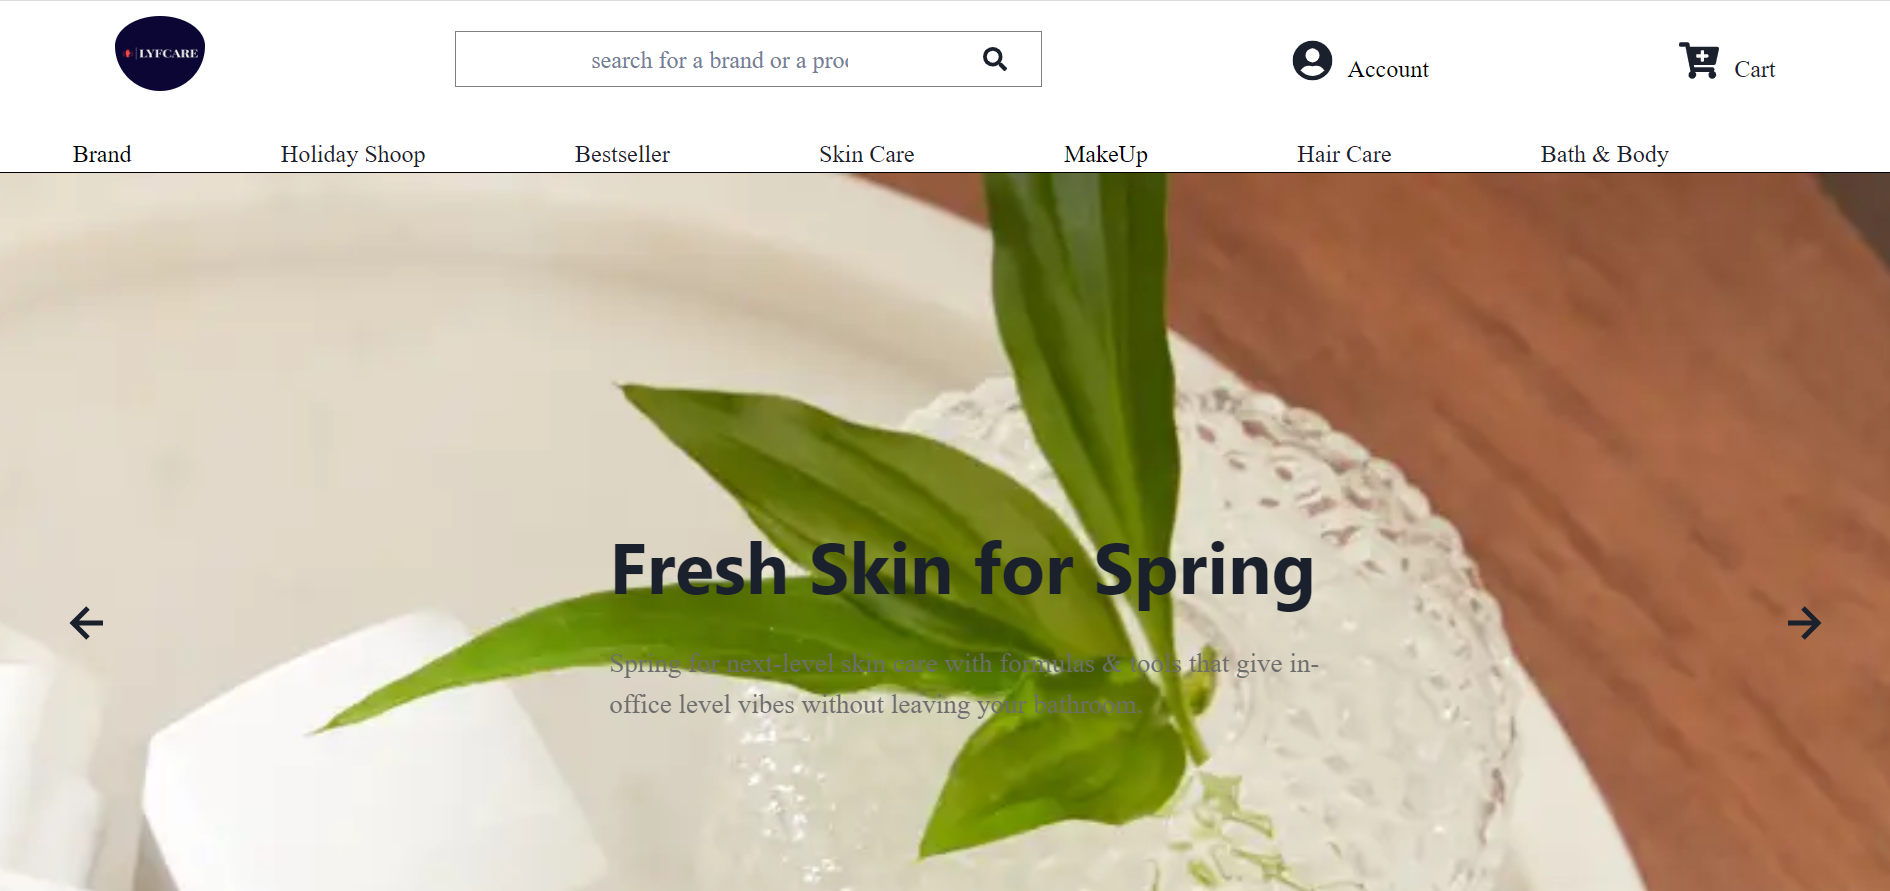 LYFCARE
search for a brand or a pro
Account
Cart
Brand
Holiday Shoop
Bestseller
Skin Care
MakeUp
Hair Care
Bath & Body
Fresh Skin for Spring
Spring for next-level skin care with formulas & tools that give in-
office level vibes without leaving your bathroom.